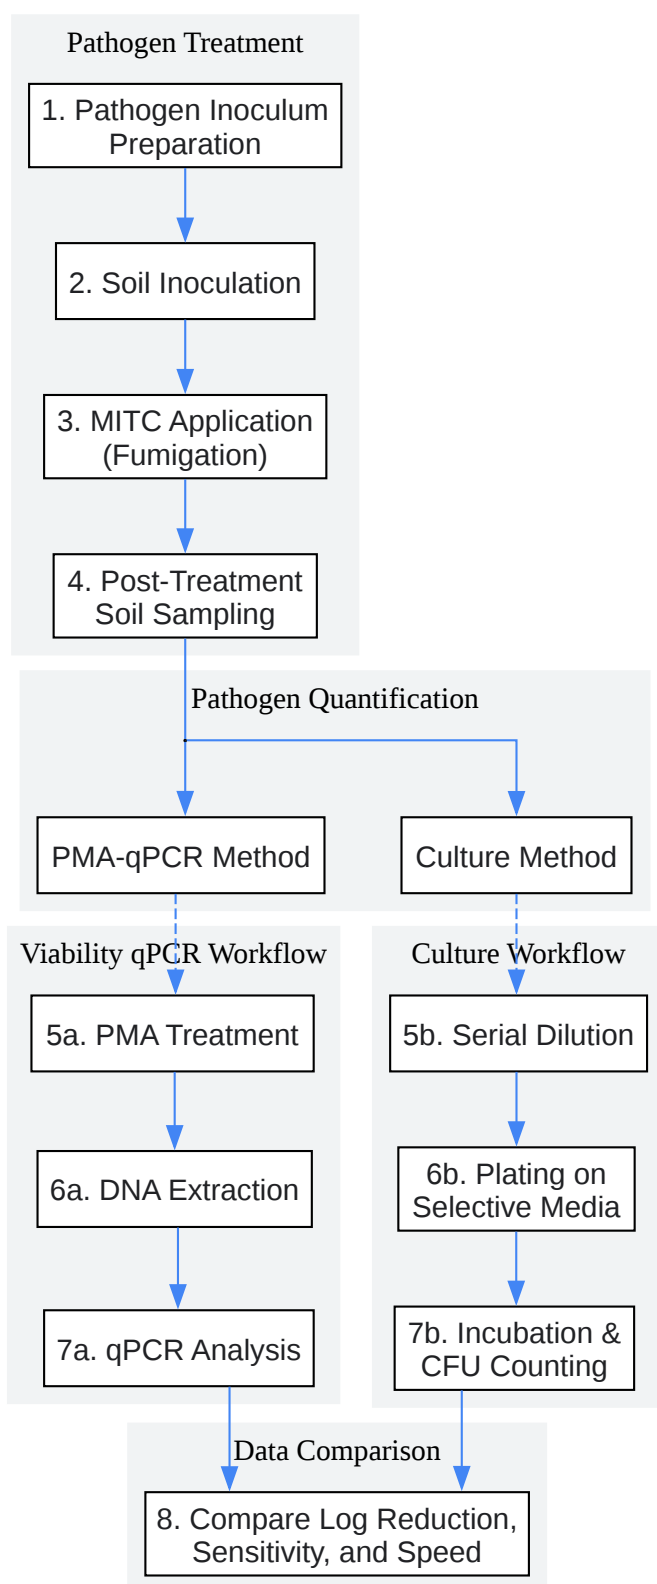 Pathogen Treatment
1. Pathogen Inoculum
Preparation
2. Soil Inoculation
3. MITC Application
(Fumigation)
4. Post-Treatment
Soil Sampling
Pathogen Quantification
PMA-qPCR Method
Culture Method
Viability qPCR Workflow
5a. PMA Treatment
6a. DNA Extraction
7a. qPCR Analysis
Culture Workflow
5b. Serial Dilution
6b. Plating on
Selective Media
7b. Incubation &
CFU Counting
Data Comparison
8. Compare Log Reduction,
Sensitivity, and Speed